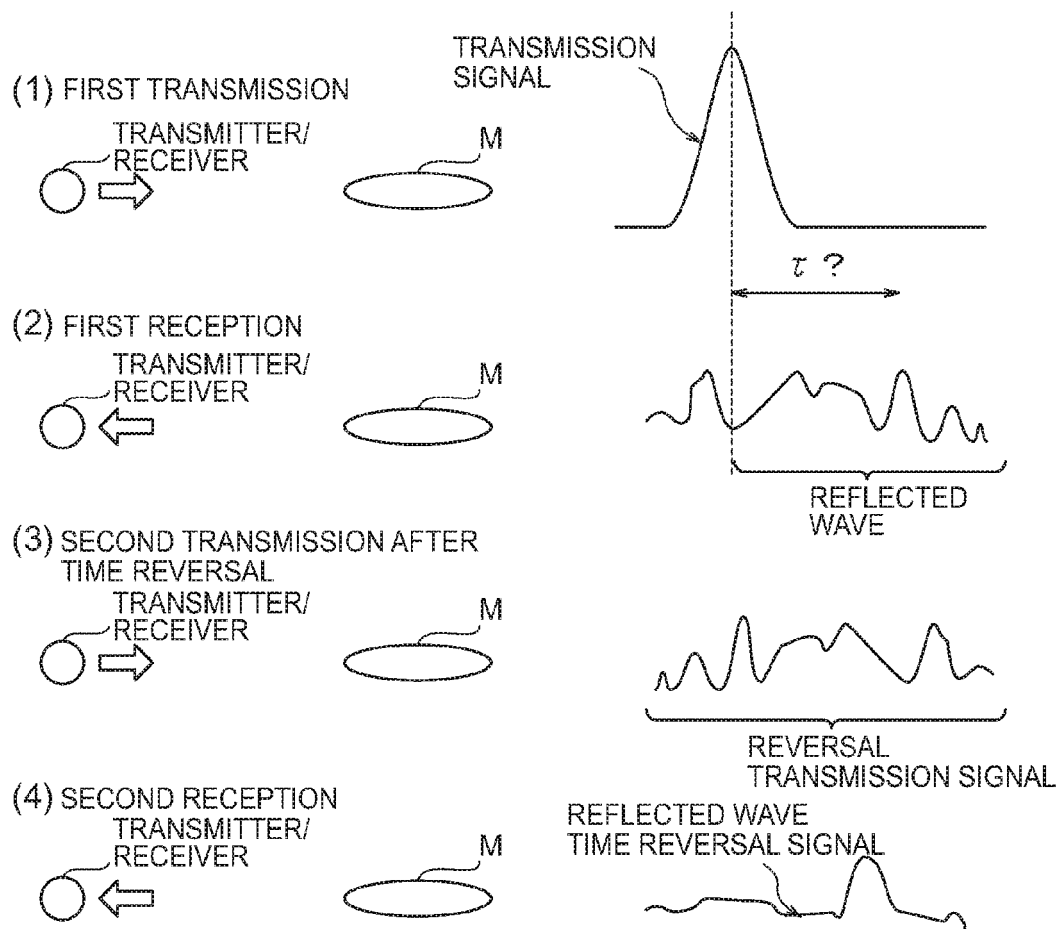 (1) FIRST TRANSMISSION
TRANSMITTER/
RECEIVER
M
TRANSMISSION
SIGNAL
τ ?
(2) FIRST RECEPTION
TRANSMITTER/
RECEIVER
M
REFLECTED
WAVE
(3) SECOND TRANSMISSION AFTER
TIME REVERSAL
TRANSMITTER/
RECEIVER
M
REVERSAL
TRANSMISSION SIGNAL
(4) SECOND RECEPTION
TRANSMITTER/
RECEIVER
M
REFLECTED WAVE
TIME REVERSAL SIGNAL